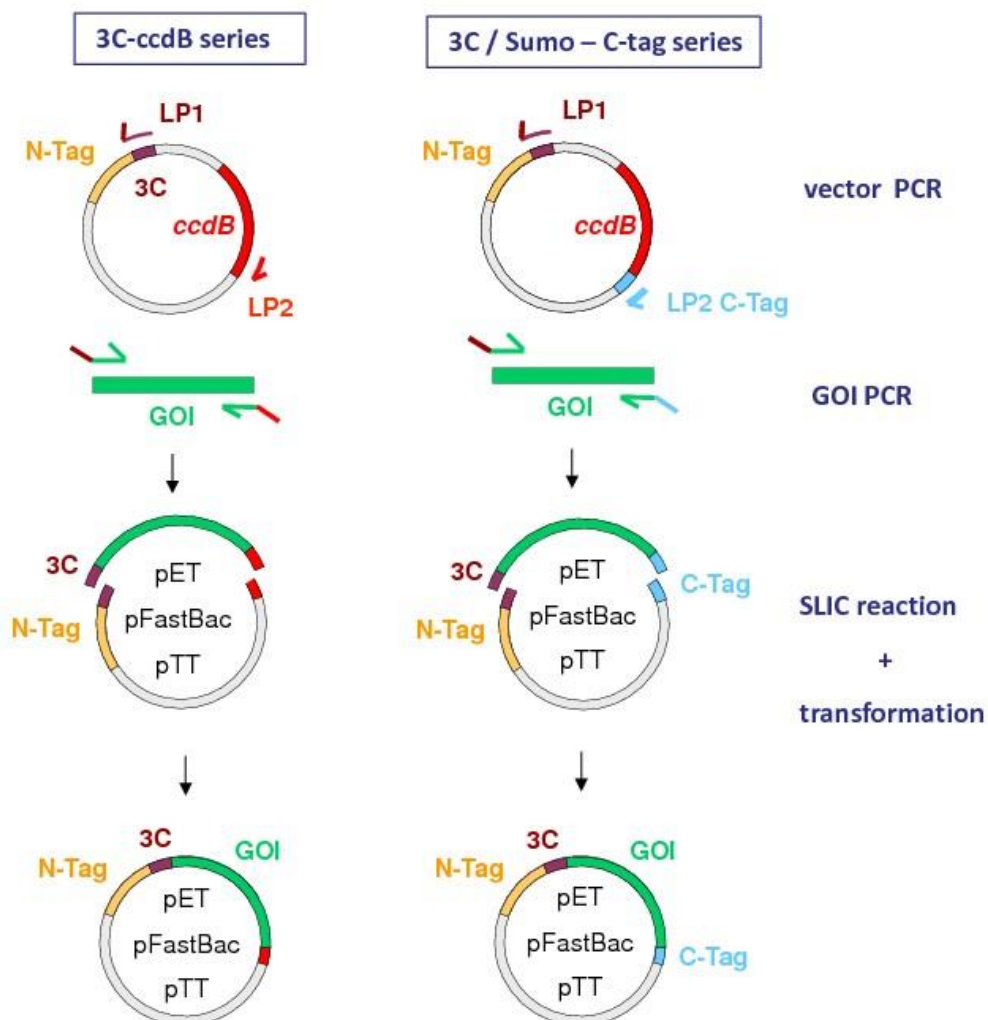 3C-ccdB series
3C / Sumo – C-tag series
LP1
N-Tag
3C
ccdB
LP2
LP1
N-Tag
ccdB
LP2 C-Tag
vector PCR
GOI
GOI
GOI PCR
3C
N-Tag
pET
pFastBac
pTT
3C
N-Tag
pET
pFastBac
pTT
C-Tag
SLIC reaction
+
transformation
3C
GOI
N-Tag
pET
pFastBac
pTT
3C
GOI
N-Tag
pET
pFastBac
pTT
C-Tag